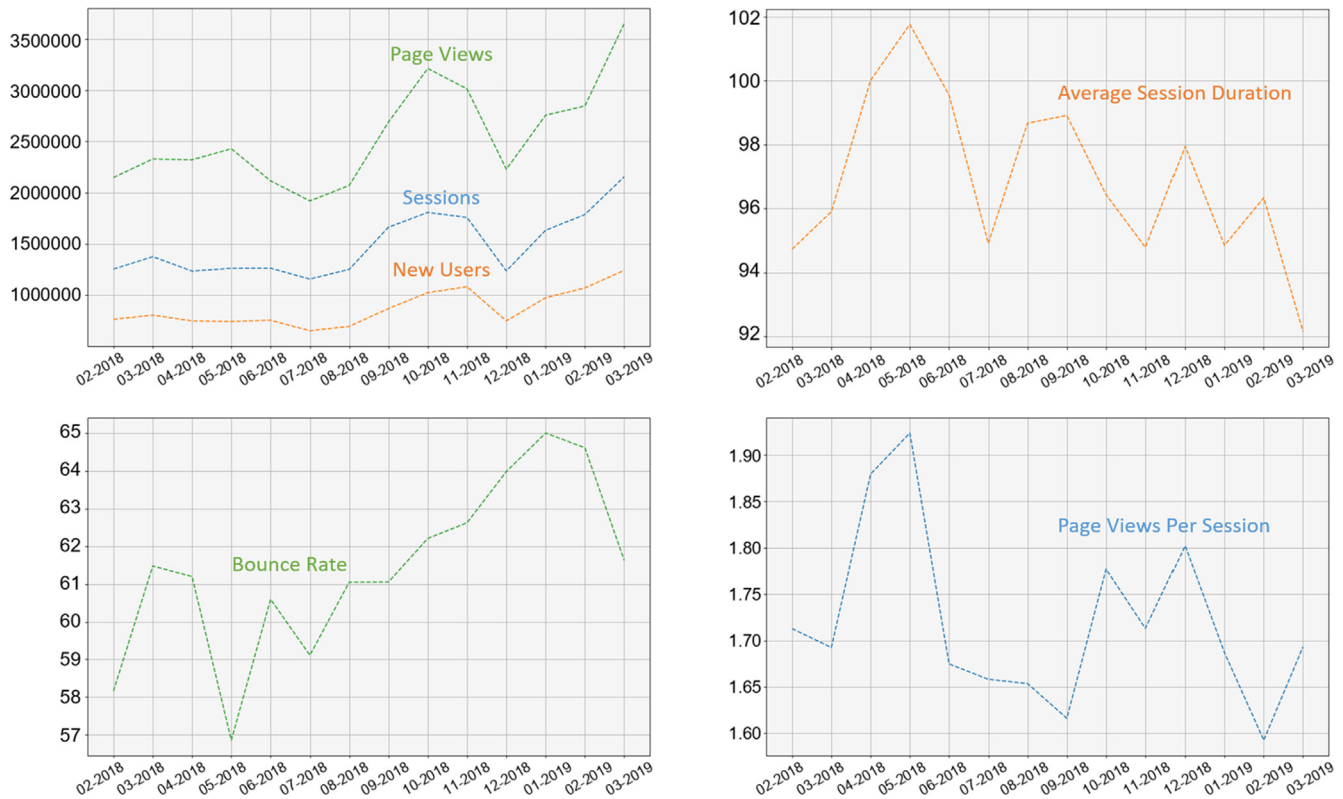 3500000
3000000
2500000
2000000
1500000
1000000
Page Views
Sessions
New Users
02-2018 03-2018 04-2018 05-2018 06-2018 07-2018 08-2018 09-2018 10-2018 11-2018 12-2018 01-2019 02-2019 03-2019
102
100
98
96
94
92
Average Session Duration
02-2018 03-2018 04-2018 05-2018 06-2018 07-2018 08-2018 09-2018 10-2018 11-2018 12-2018 01-2019 02-2019 03-2019
65
64
63
62
61
60
59
58
57
Bounce Rate
02-2018 03-2018 04-2018 05-2018 06-2018 07-2018 08-2018 09-2018 10-2018 11-2018 12-2018 01-2019 02-2019 03-2019
1.90
1.85
1.80
1.75
1.70
1.65
1.60
Page Views Per Session
02-2018 03-2018 04-2018 05-2018 06-2018 07-2018 08-2018 09-2018 10-2018 11-2018 12-2018 01-2019 02-2019 03-2019